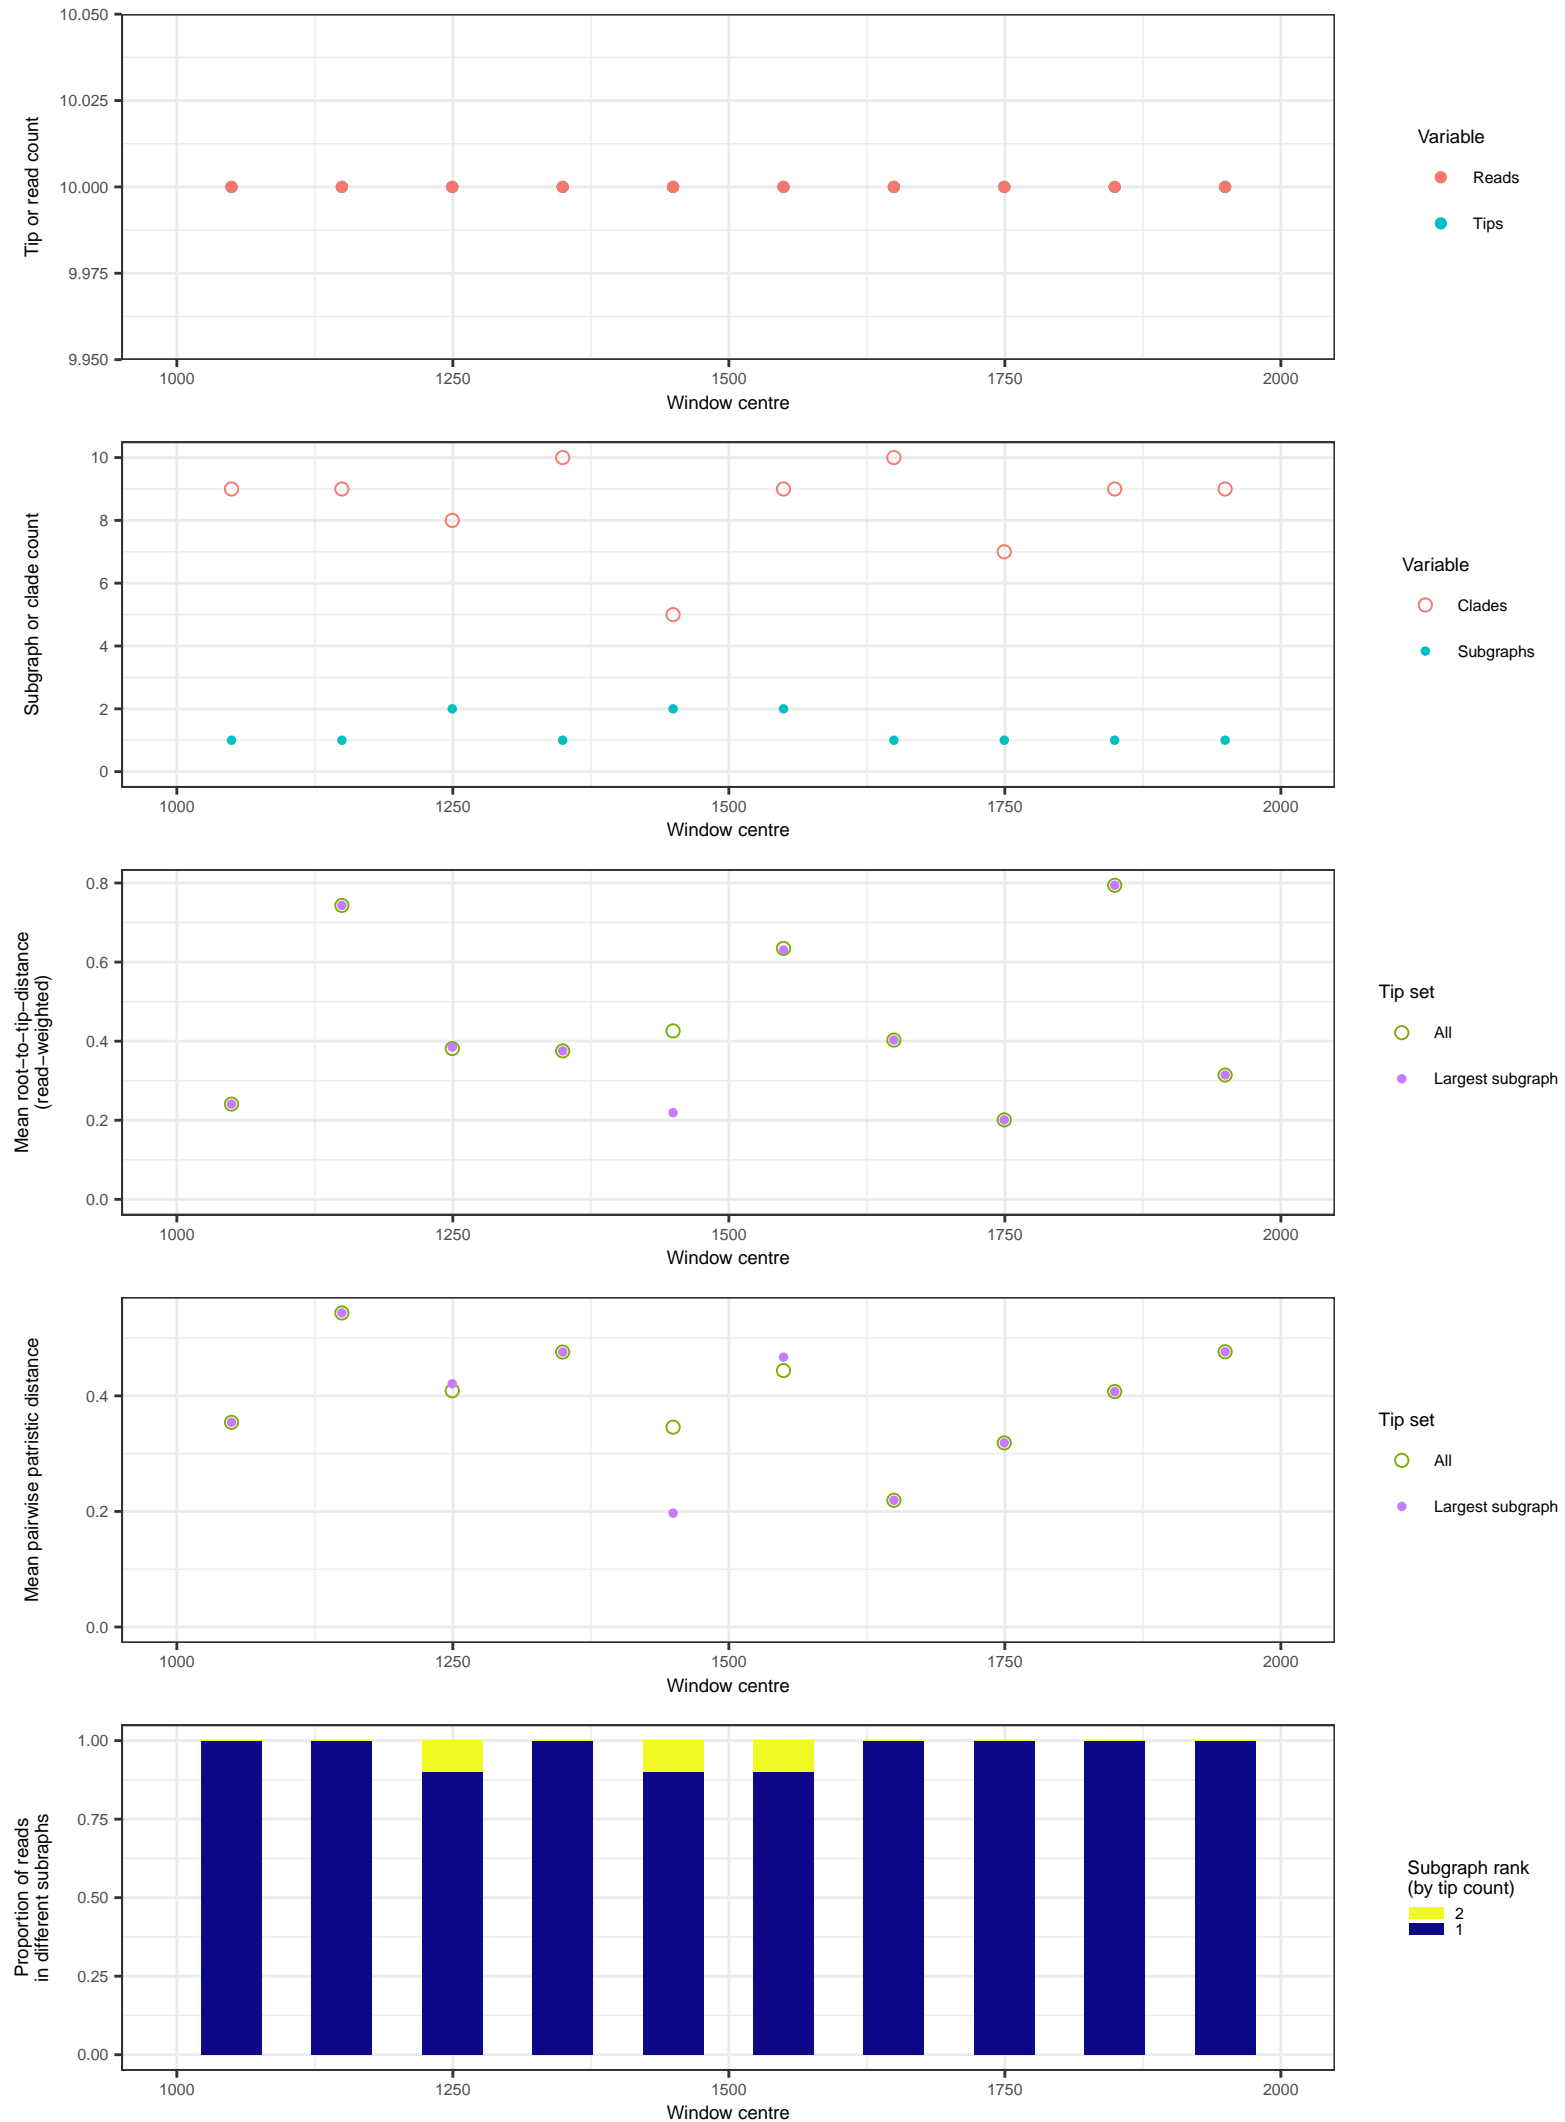 10.050
10.025
10.000
9.975
9.950
Tip or read count
1000 1250 1500 1750 2000
Window centre
Variable
Reads
Tips
10
8
6
4
2
0
Subgraph or clade count
1000 1250 1500 1750 2000
Window centre
Variable
Clades
Subgraphs
0.8
0.6
0.4
0.2
0.0
Mean root−to−tip−distance
(read−weighted)
1000 1250 1500 1750 2000
Window centre
Tip set
All
Largest subgraph
0.4
0.2
0.0
Mean pairwise patristic distance
1000 1250 1500 1750 2000
Window centre
Tip set
All
Largest subgraph
1.00
0.75
0.50
0.25
0.00
Proportion of reads
in different subraphs
1000 1250 1500 1750 2000
Window centre
Subgraph rank
(by tip count)
2
1